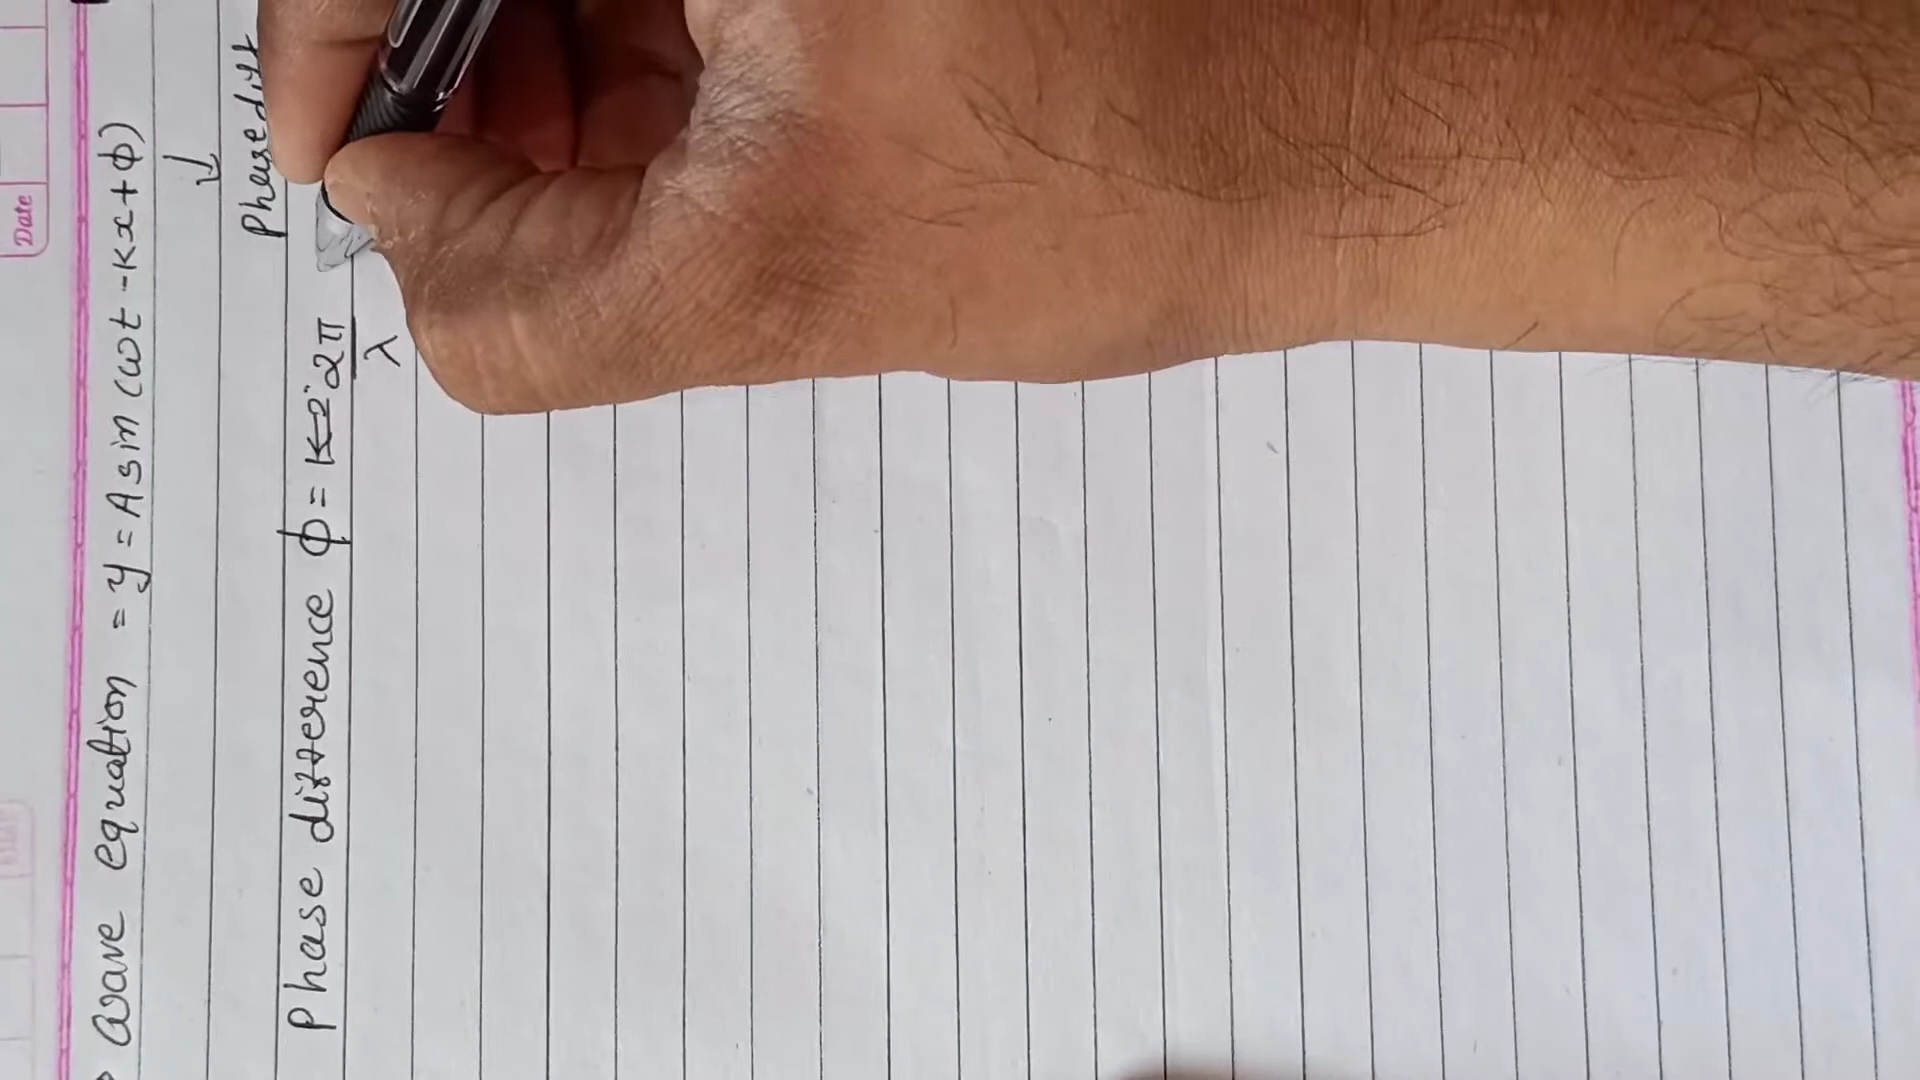 Date
wave equation = y = A sin (ωt - kx + ϕ)
↓
Phase diff
Phase difference ϕ = 2π/λ